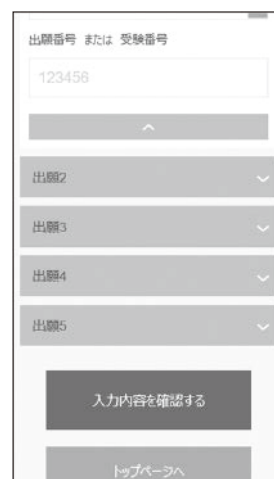 出願番号 または 受験番号
123456
出願2
出願3
出願4
出願5
入力内容を確認する
トップページへ